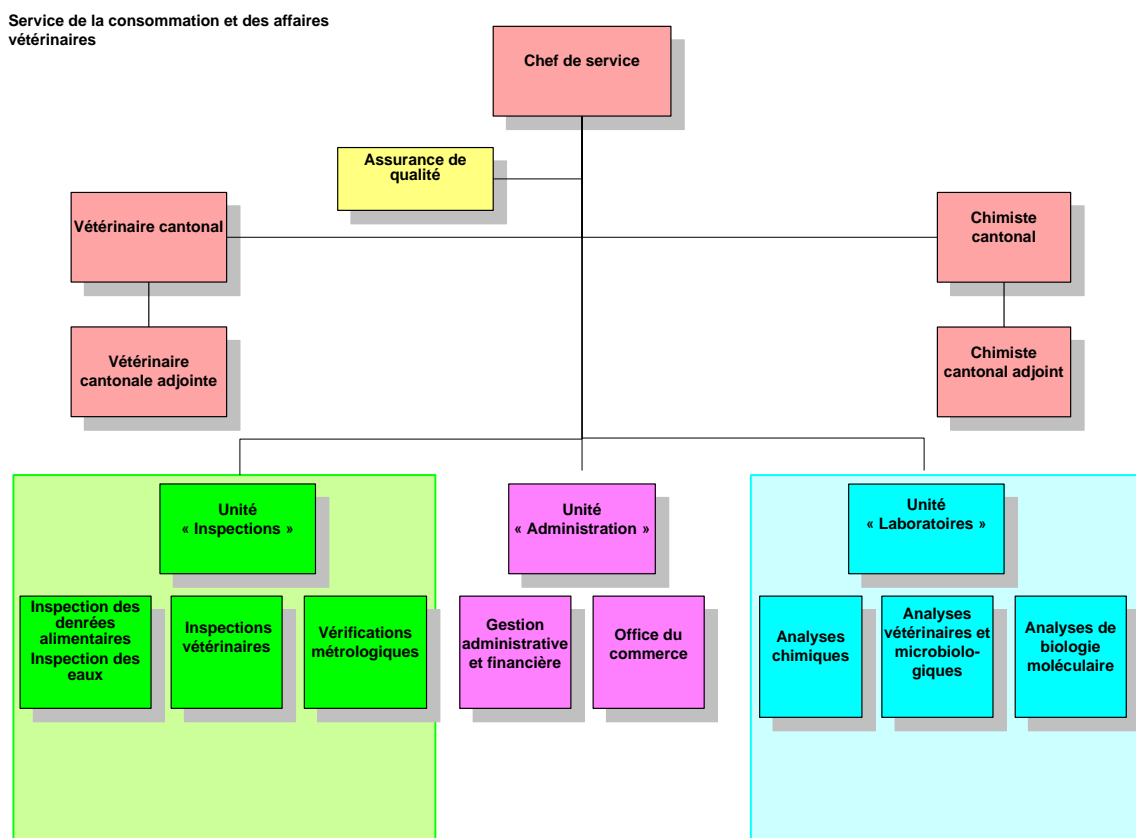 Service de la consommation et des affaires
vétérinaires
Chef de service
Assurance de
qualité
Vétérinaire cantonal
Chimiste
cantonal
Vétérinaire
cantonale adjointe
Chimiste
cantonal adjoint
Unité
« Inspections »
Unité
« Administration »
Unité
« Laboratoires »
Inspection des
denrées
alimentaires
Inspection des
eaux
Inspections
vétérinaires
Vérifications
métrologiques
Gestion
administrative
et financière
Office du
commerce
Analyses
chimiques
Analyses
vétérinaires et
microbiolo-
giques
Analyses de
biologie
moléculaire